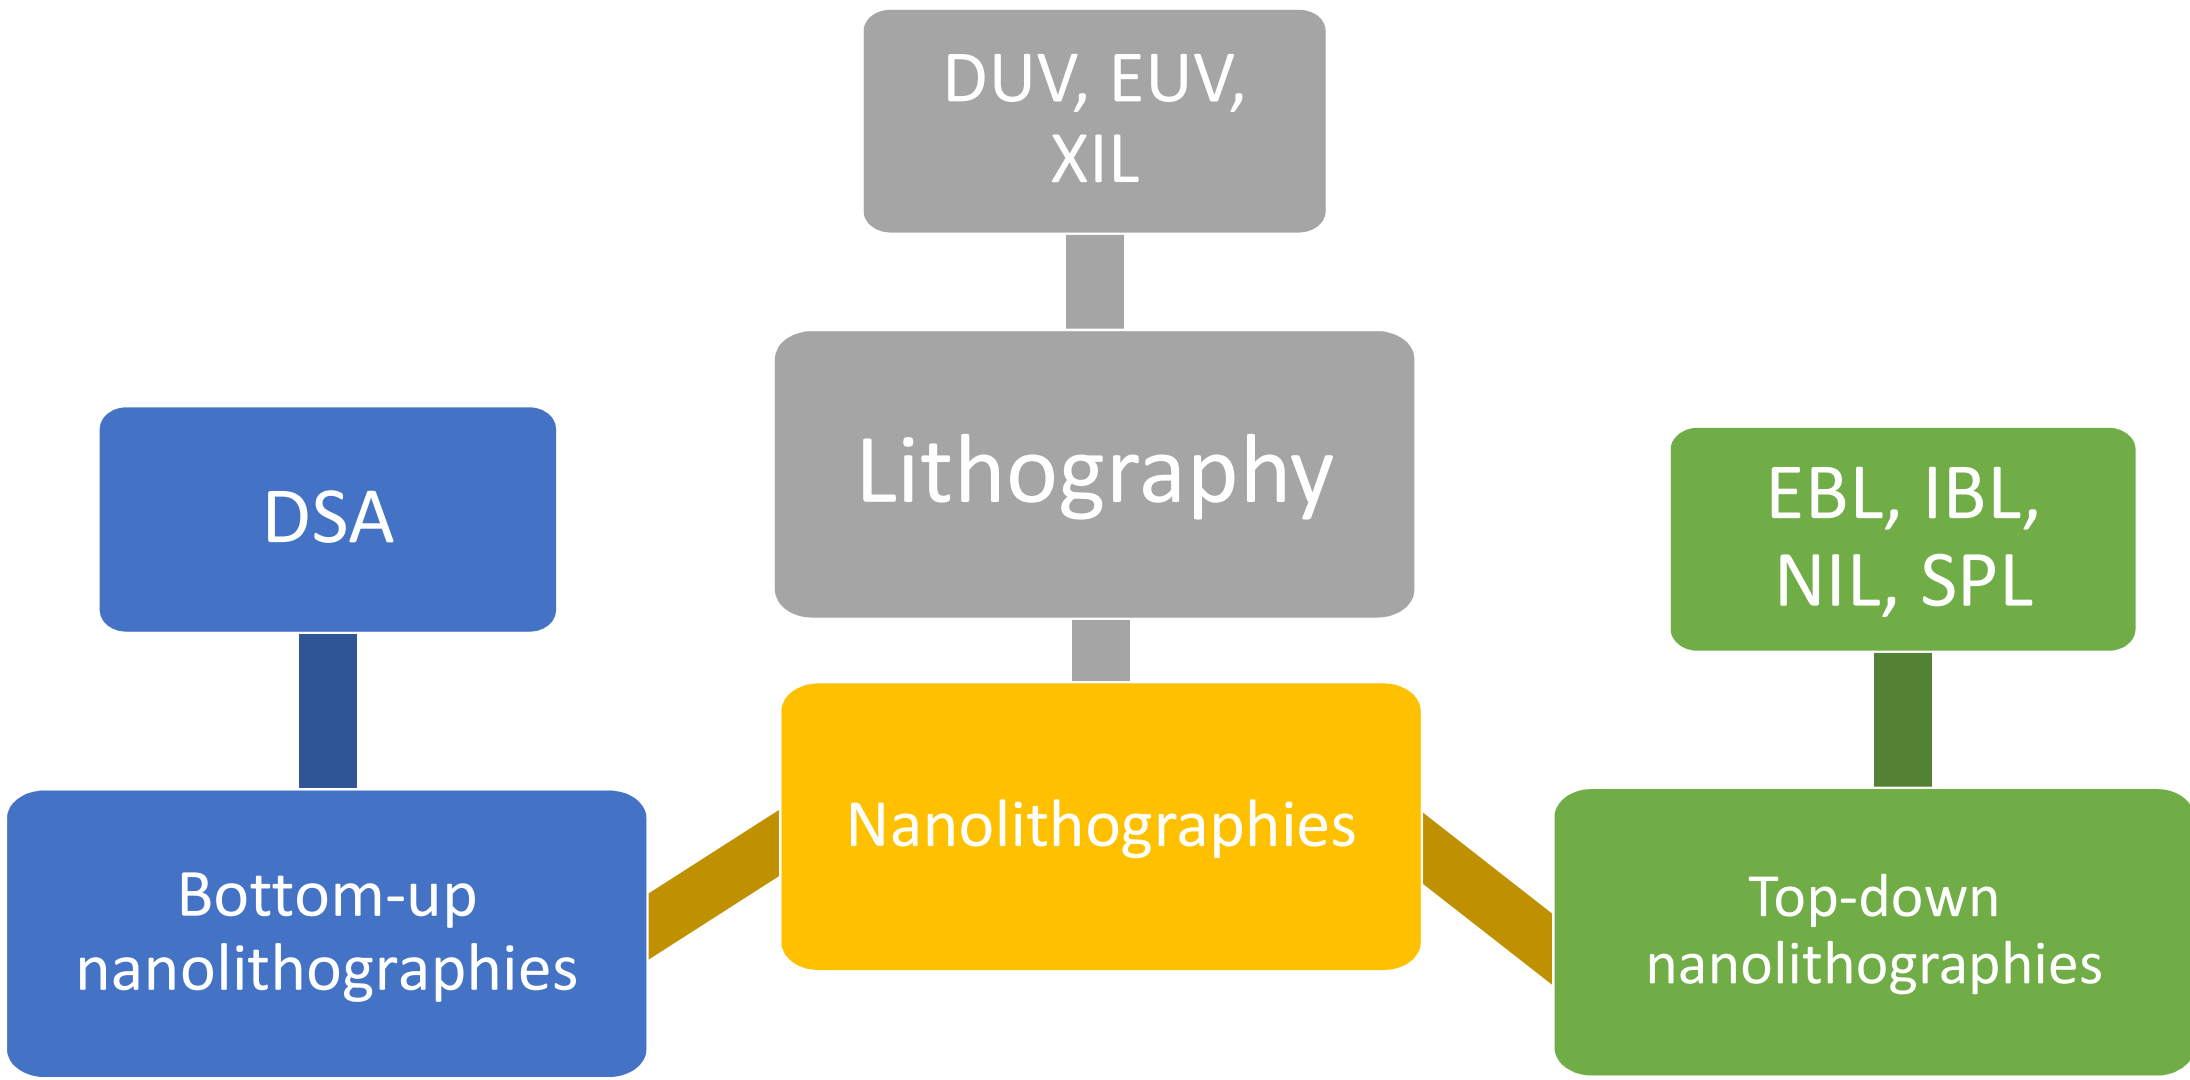 DUV, EUV,
XIL
Lithography
DSA
EBL, IBL,
NIL, SPL
Nanolithographies
Bottom-up
nanolithographies
Top-down
nanolithographies